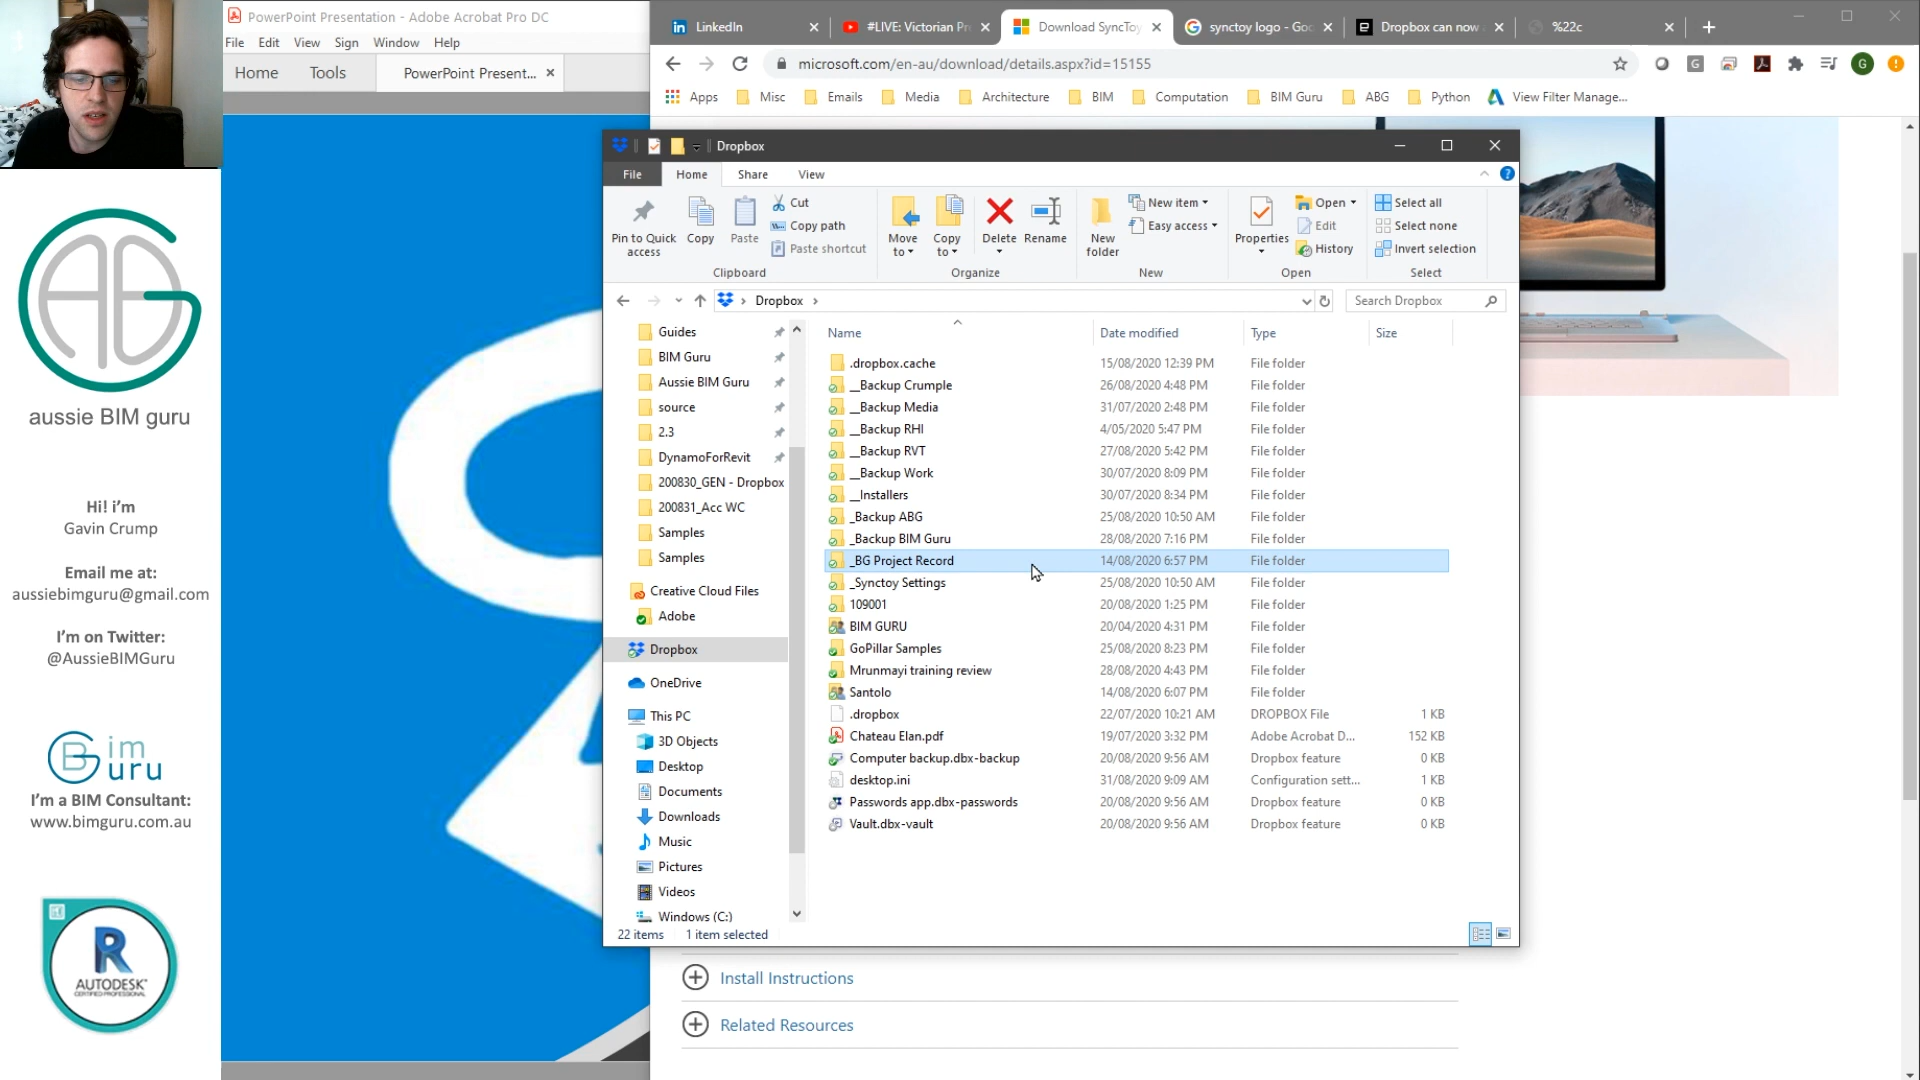 PowerPoint Presentation - Adobe Acrobat Pro DC
File Edit View Sign Window Help
Home Tools PowerPoint Present... ×
LinkedIn
#LIVE: Victorian Pr
Download SyncToy
synctoy logo - Goo
Dropbox can now
%22c
microsoft.com/en-au/download/details.aspx?id=15155
Apps Misc Emails Media Architecture BIM Computation BIM Guru ABG Python View Filter Manage...
Dropbox
File Home Share View
Pin to Quick access
Copy
Paste
Cut
Copy path
Paste shortcut
Clipboard
Move to
Copy to
Delete
Rename
Organize
New folder
New item
Easy access
New
Properties
Open
Edit
History
Open
Select all
Select none
Invert selection
Select
Dropbox
Search Dropbox
Guides
BIM Guru
Aussie BIM Guru
source
2.3
DynamoForRevit
200830_GEN - Dropbox
200831_Acc WC
Samples
Samples
Creative Cloud Files
Adobe
Dropbox
OneDrive
This PC
3D Objects
Desktop
Documents
Downloads
Music
Pictures
Videos
Windows (C:)
Name Date modified Type Size
.dropbox.cache 15/08/2020 12:39 PM File folder
__Backup Crumple 26/08/2020 4:48 PM File folder
__Backup Media 31/07/2020 2:48 PM File folder
__Backup RHI 4/05/2020 5:47 PM File folder
__Backup RVT 27/08/2020 5:42 PM File folder
__Backup Work 30/07/2020 8:09 PM File folder
__Installers 30/07/2020 8:34 PM File folder
_Backup ABG 25/08/2020 10:50 AM File folder
_Backup BIM Guru 28/08/2020 7:16 PM File folder
_BG Project Record 14/08/2020 6:57 PM File folder
_Synctoy Settings 25/08/2020 10:50 AM File folder
109001 20/08/2020 1:25 PM File folder
BIM GURU 20/04/2020 4:31 PM File folder
GoPillar Samples 25/08/2020 8:23 PM File folder
Mrunmayi training review 28/08/2020 4:43 PM File folder
Santolo 14/08/2020 6:07 PM File folder
.dropbox 22/07/2020 10:21 AM DROPBOX File 1 KB
Chateau Elan.pdf 19/07/2020 3:32 PM Adobe Acrobat D... 152 KB
Computer backup.dbx-backup 20/08/2020 9:56 AM Dropbox feature 0 KB
desktop.ini 31/08/2020 9:09 AM Configuration sett... 1 KB
Passwords app.dbx-passwords 20/08/2020 9:56 AM Dropbox feature 0 KB
Vault.dbx-vault 20/08/2020 9:56 AM Dropbox feature 0 KB
22 items 1 item selected
Install Instructions
Related Resources
AG
aussie BIM guru
Hi! i'm
Gavin Crump
Email me at:
aussiebimguru@gmail.com
I'm on Twitter:
@AussieBIMGuru
Bim
Guru
I'm a BIM Consultant:
www.bimguru.com.au
R
AUTODESK
CERTIFIED PROFESSIONAL